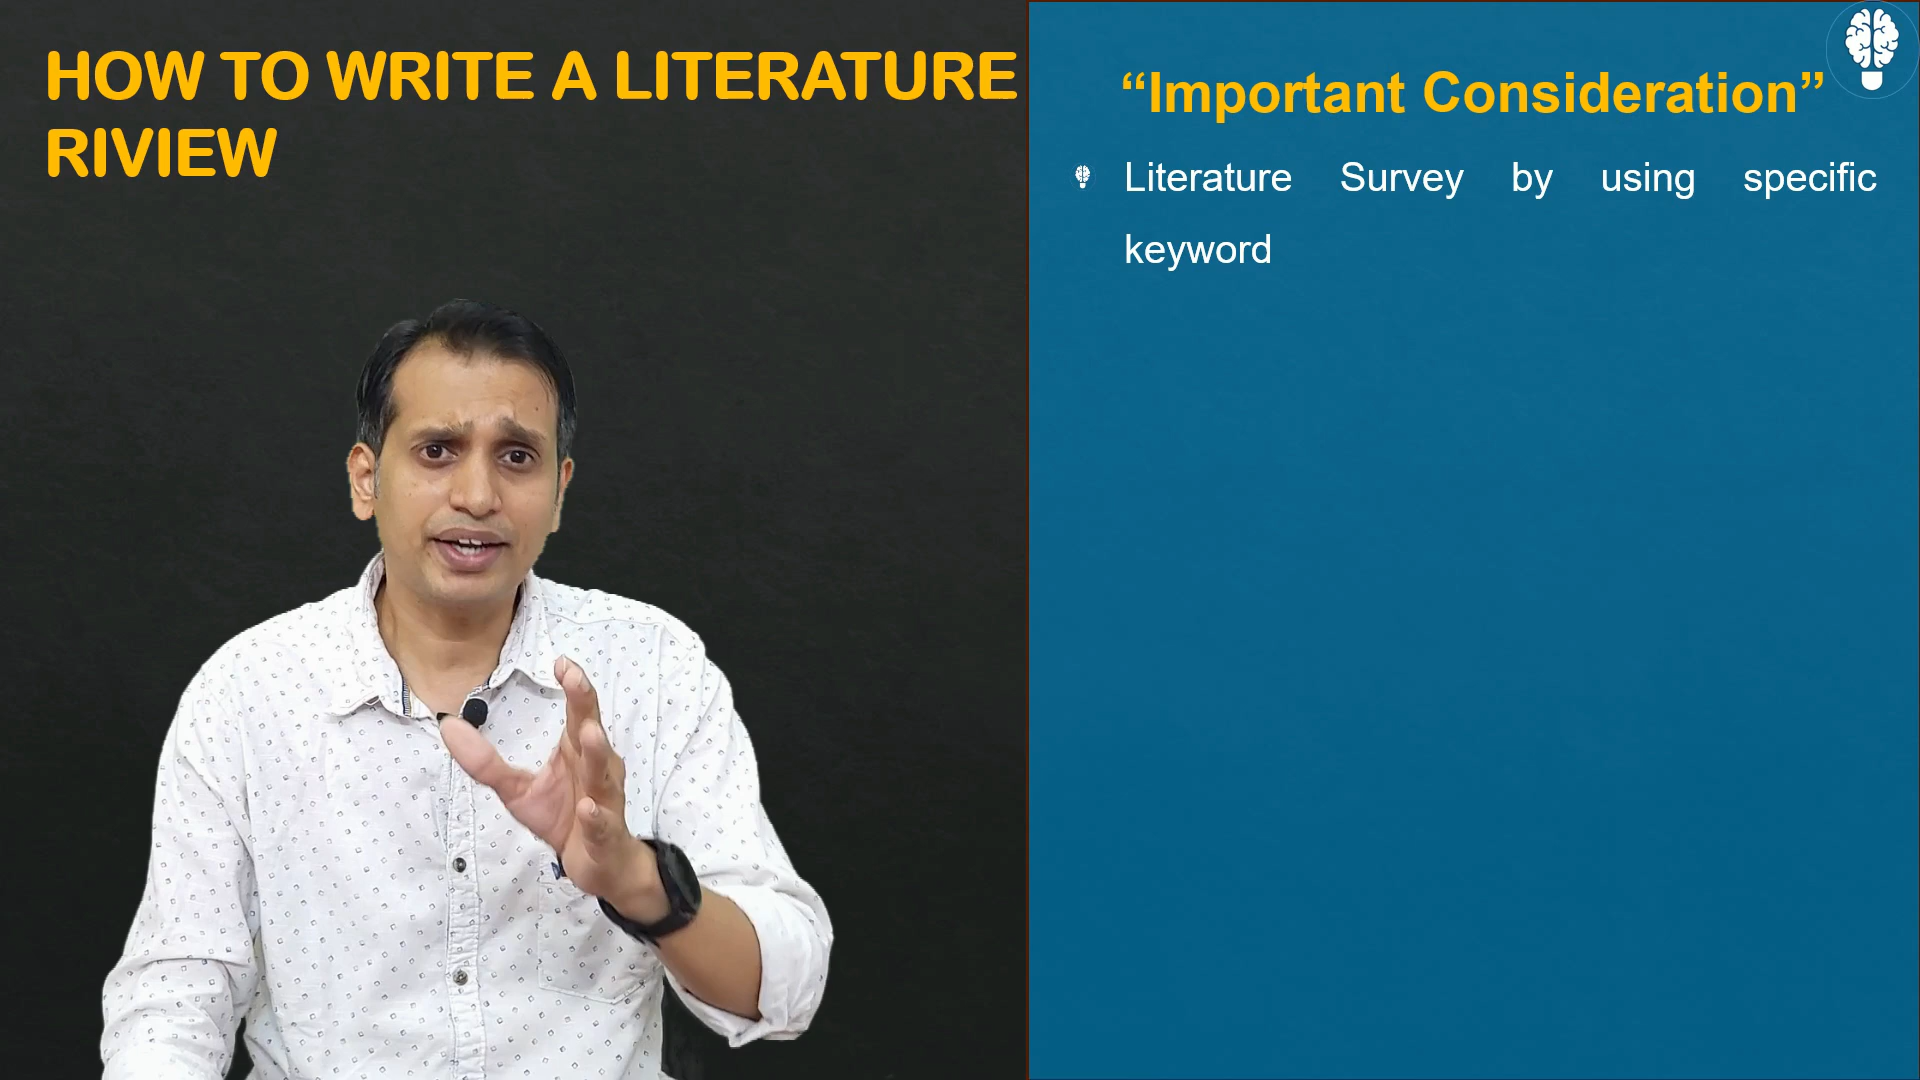 HOW TO WRITE A LITERATURE
RIVIEW
“Important Consideration”
Literature Survey by using specific
keyword